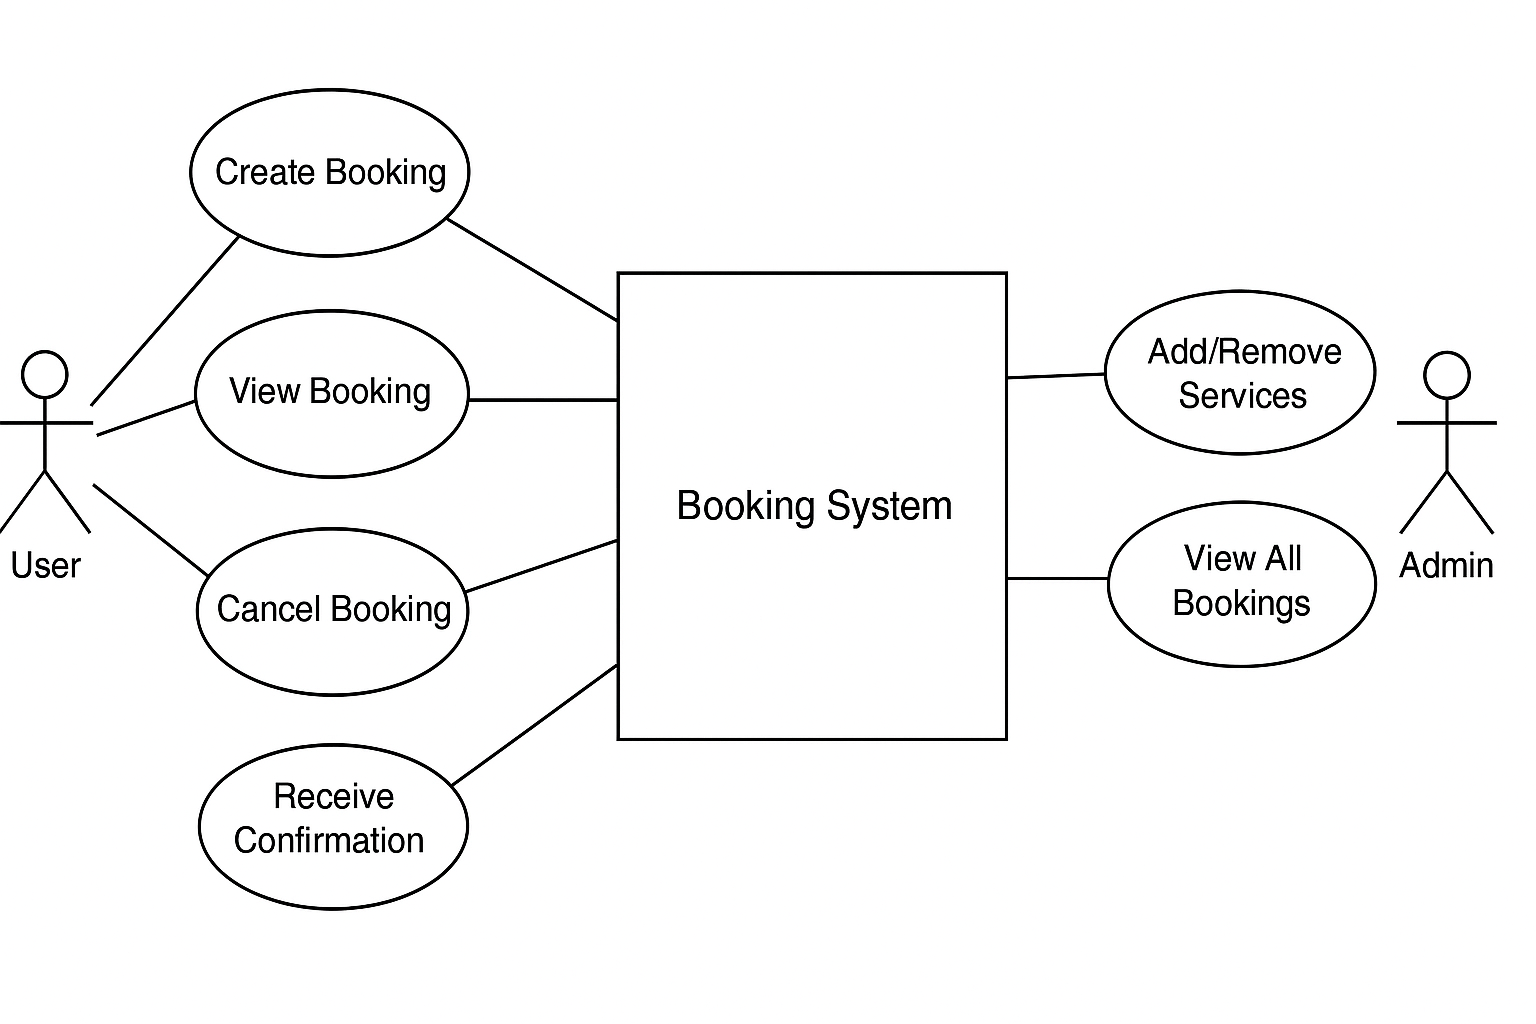 Create Booking
View Booking
User
Cancel Booking
Receive
Confirmation
Booking System
Add/Remove
Services
View All
Bookings
Admin